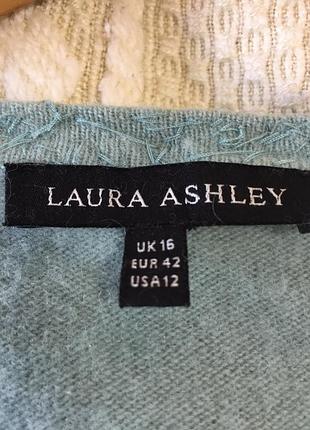 LAURA ASHLEY
UK 16
EUR 42
USA 12